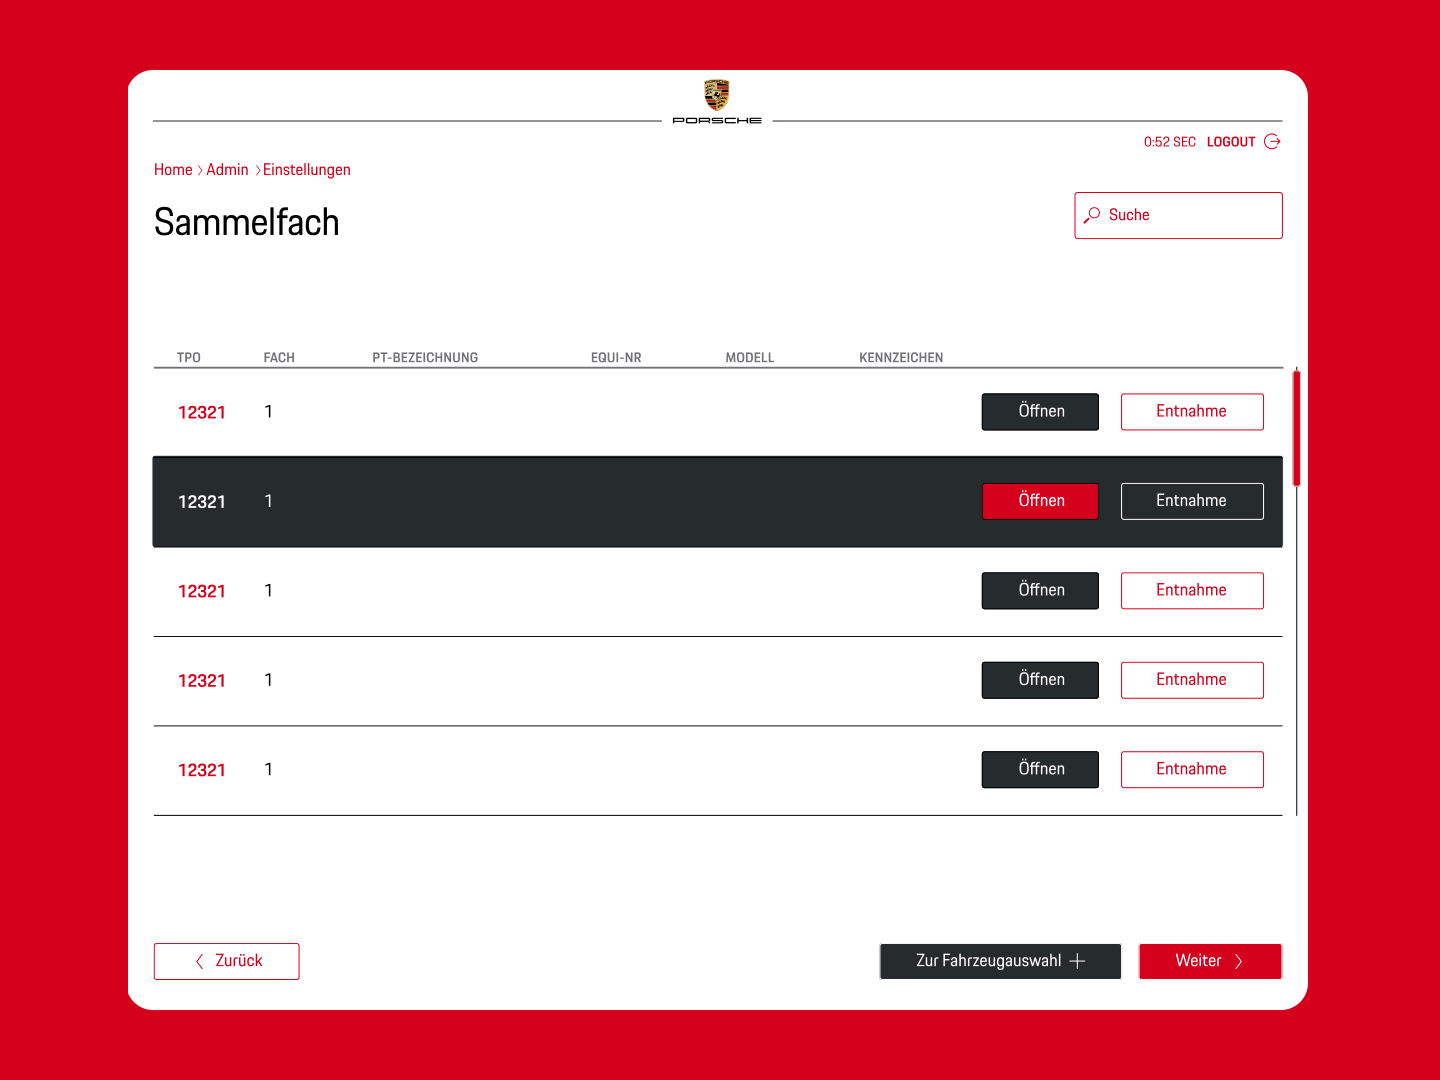 PORSCHE
0:52 SEC LOGOUT
Home Admin Einstellungen
Sammelfach
Suche
TPO FACH PT-BEZEICHNUNG EQUI-NR MODELL KENNZEICHEN
12321 1 Öffnen Entnahme
12321 1 Öffnen Entnahme
12321 1 Öffnen Entnahme
12321 1 Öffnen Entnahme
12321 1 Öffnen Entnahme
Zurück Zur Fahrzeugauswahl Weiter